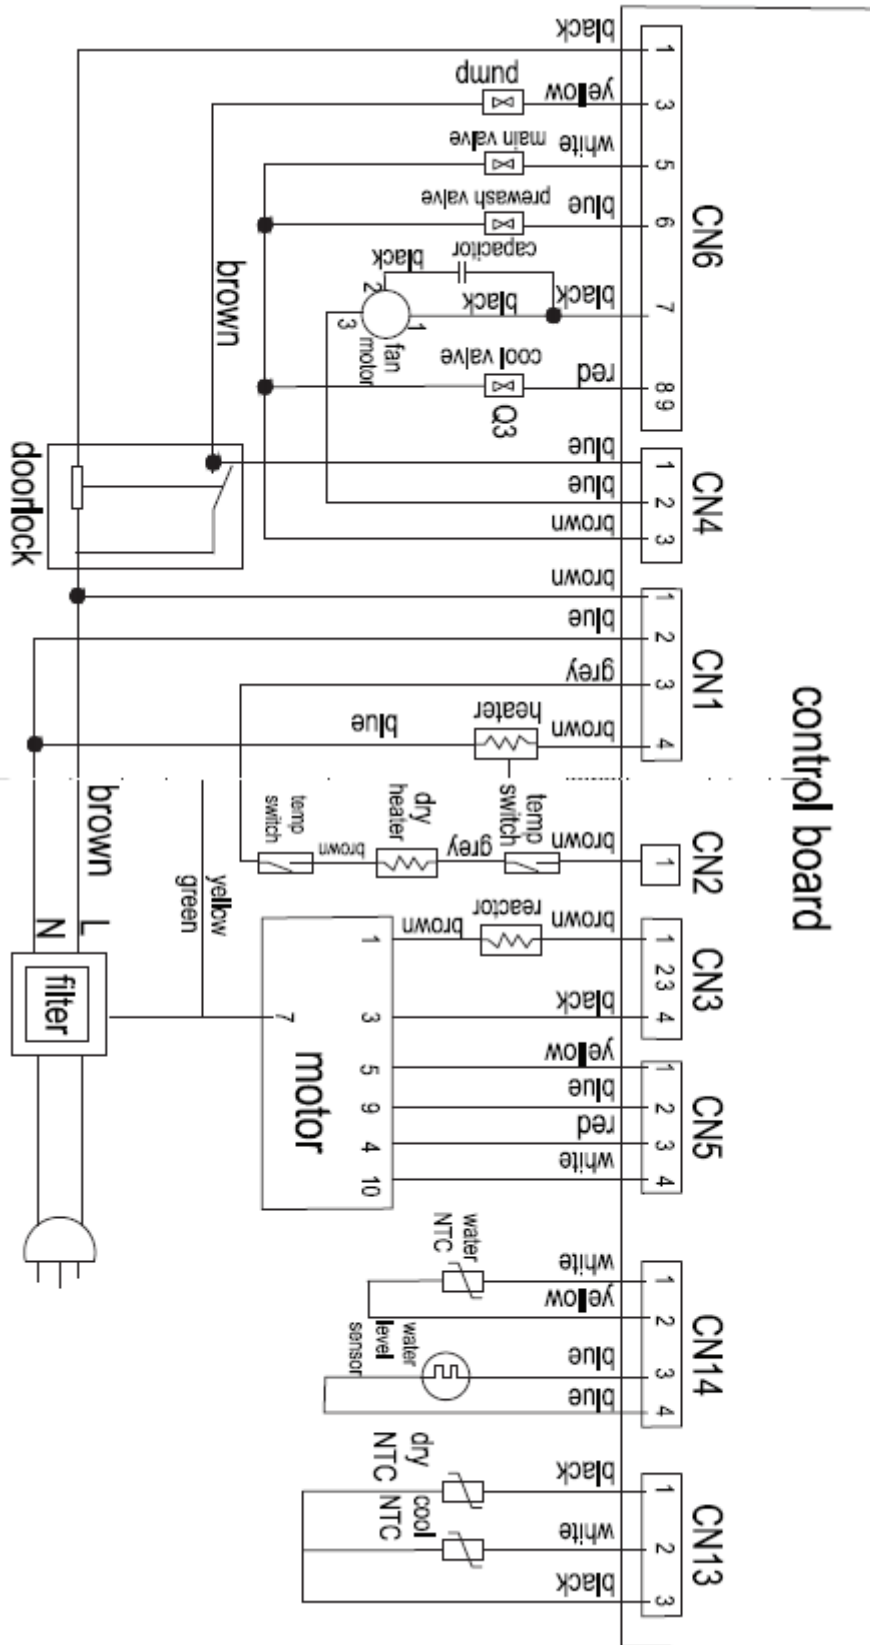 control board
CN6
1
black
3
yellow
pump
5
white
main valve
6
blue
prewash valve
capacitor
black
2
7
black
black
1
3
fan
motor
8
red
cool valve
Q3
9
brown
doorlock
CN4
1
blue
2
blue
3
brown
CN1
1
brown
2
blue
3
grey
4
brown
heater
blue
CN2
1
brown
temp
switch
grey
dry
heater
brown
temp
switch
brown
L
N
yellow
green
filter
CN3
1
brown
reactor
brown
1
2
3
4
black
3
7
motor
CN5
1
yellow
5
2
blue
9
3
red
4
4
white
10
CN14
1
white
water
NTC
2
yellow
3
blue
water
level
sensor
4
blue
CN13
1
black
dry
NTC
2
white
cool
NTC
3
black